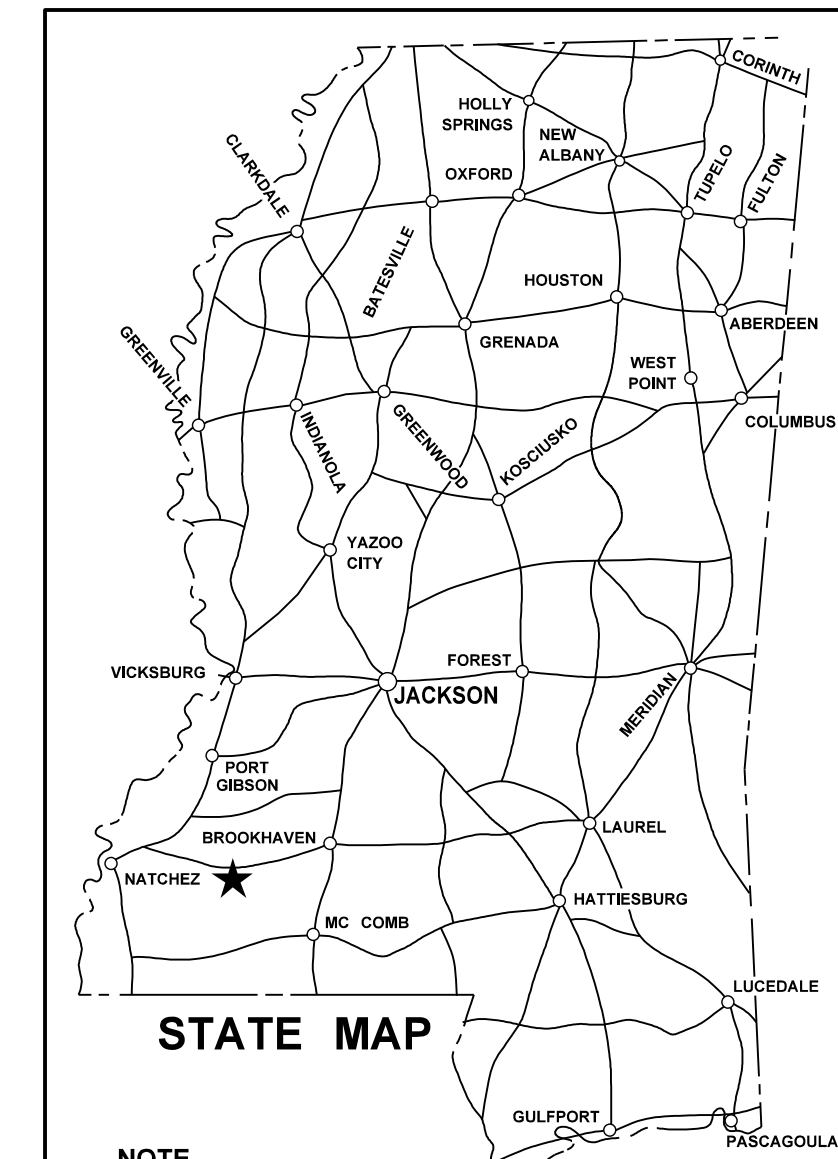 CORINTH
HOLLY
SPRINGS
NEW
ALBANY
CLARKDALE
OXFORD
TUPELO
FULTON
BATESVILLE
HOUSTON
ABERDEEN
GREENVILLE
GRENADA
WEST
POINT
COLUMBUS
INDIANOLA
GREENWOOD
KOSCIUSKO
YAZOO
CITY
VICKSBURG
FOREST
JACKSON
MERIDIAN
PORT
GIBSON
BROOKHAVEN
LAUREL
NATCHEZ
HATTIESBURG
MC COMB
LUCEDALE
STATE MAP
GULFPORT
PASCAGOULA
NOTE